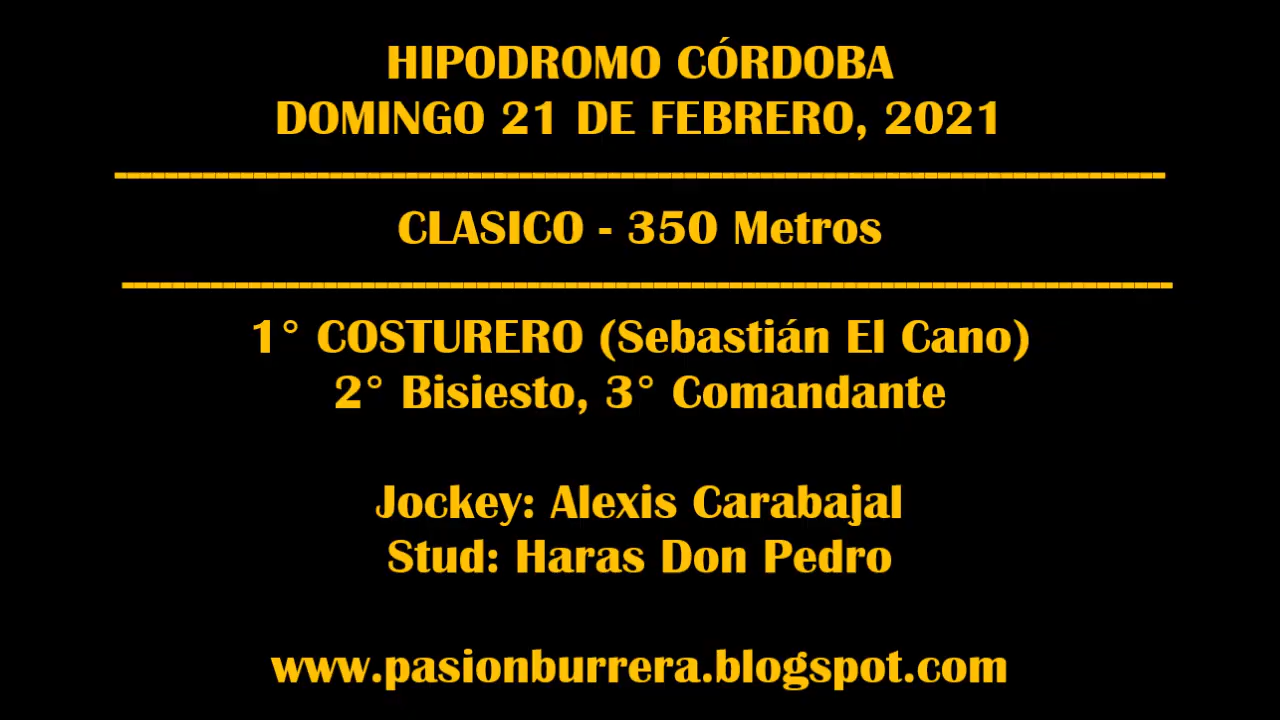 HIPODROMO CÓRDOBA
DOMINGO 21 DE FEBRERO, 2021
CLASICO - 350 Metros
1° COSTURERO (Sebastián El Cano)
2° Bisiesto, 3° Comandante
Jockey: Alexis Carabajal
Stud: Haras Don Pedro
www.pasionburrera.blogspot.com